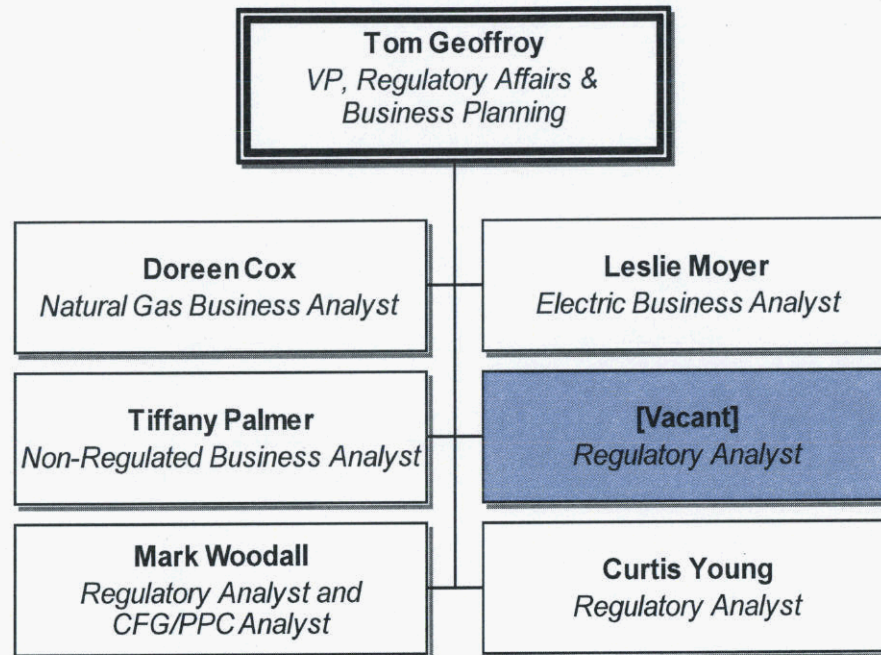 Tom Geoffroy
VP, Regulatory Affairs &
Business Planning
Doreen Cox
Natural Gas Business Analyst
Leslie Moyer
Electric Business Analyst
Tiffany Palmer
Non-Regulated Business Analyst
[Vacant]
Regulatory Analyst
Mark Woodall
Regulatory Analyst and
CFG/PPC Analyst
Curtis Young
Regulatory Analyst